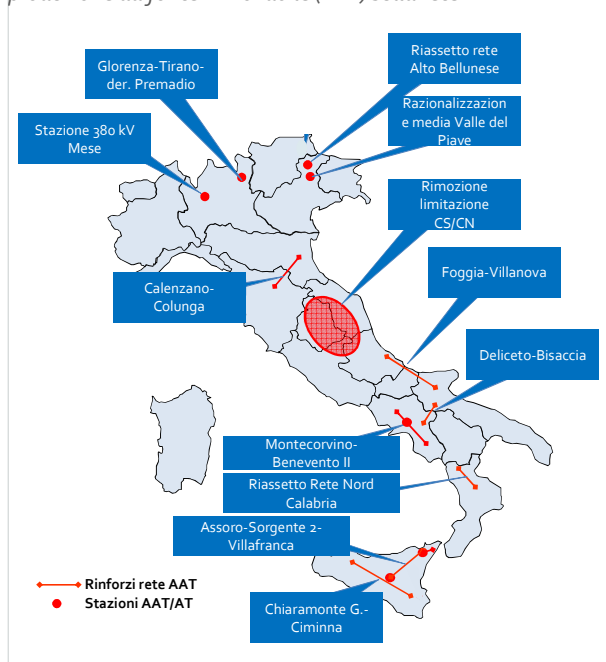 Glorenza-Tirano-
der. Premadio
Riassetto rete
Alto Bellunese
Stazione 380 kV
Mese
Razionalizzazion
e media Valle del
Piave
Rimozione
limitazione
CS/CN
Foggia-Villanova
Calenzano-
Colunga
Deliceto-Bisaccia
Montecorvino-
Benevento II
Riassetto Rete Nord
Calabria
Assoro-Sorgente 2-
Villafranca
Rinforzi rete AAT
Stazioni AAT/AT
Chiaramonte G.-
Ciminna